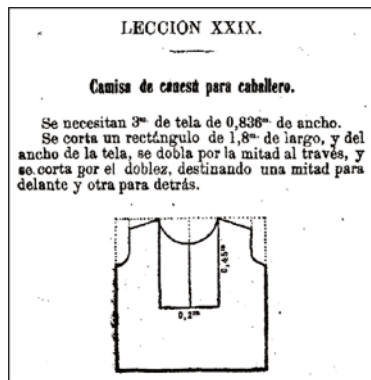 LECCION XXIX.
Camisa de canesú para caballero.
Se necesitan 3m. de tela de 0,836m. de ancho.
Se corta un rectángulo de 1,8m. de largo, y del
ancho de la tela, se dobla por la mitad al través, y
se corta por el doblez, destinando una mitad para
delante y otra para detrás.
0,45m
0,2m